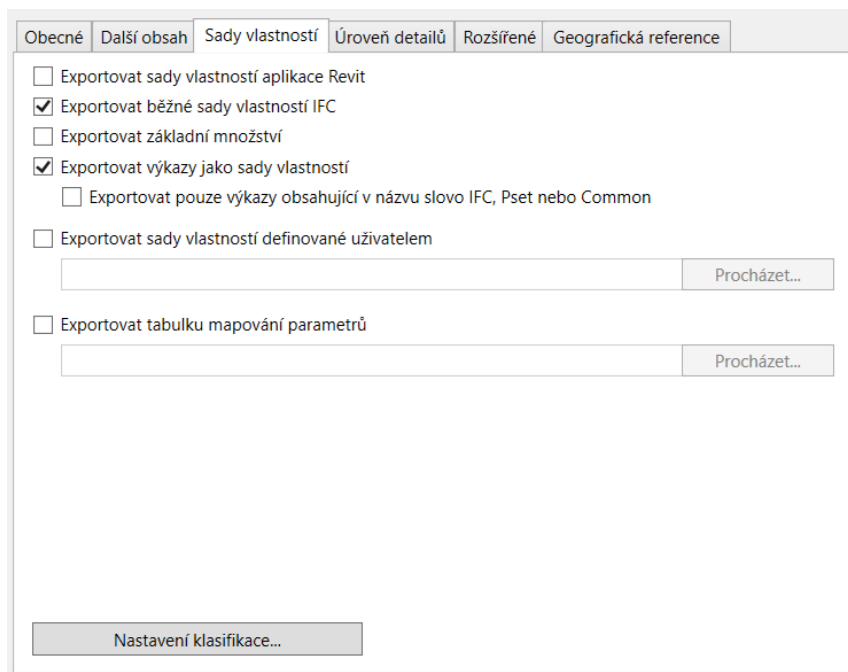 Obecné Další obsah Sady vlastností Úroveň detailů Rozšířené Geografická reference
Exportovat sady vlastností aplikace Revit
Exportovat běžné sady vlastností IFC
Exportovat základní množství
Exportovat výkazy jako sady vlastností
Exportovat pouze výkazy obsahující v názvu slovo IFC, Pset nebo Common
Exportovat sady vlastností definované uživatelem
Procházet...
Exportovat tabulku mapování parametrů
Procházet...
Nastavení klasifikace...